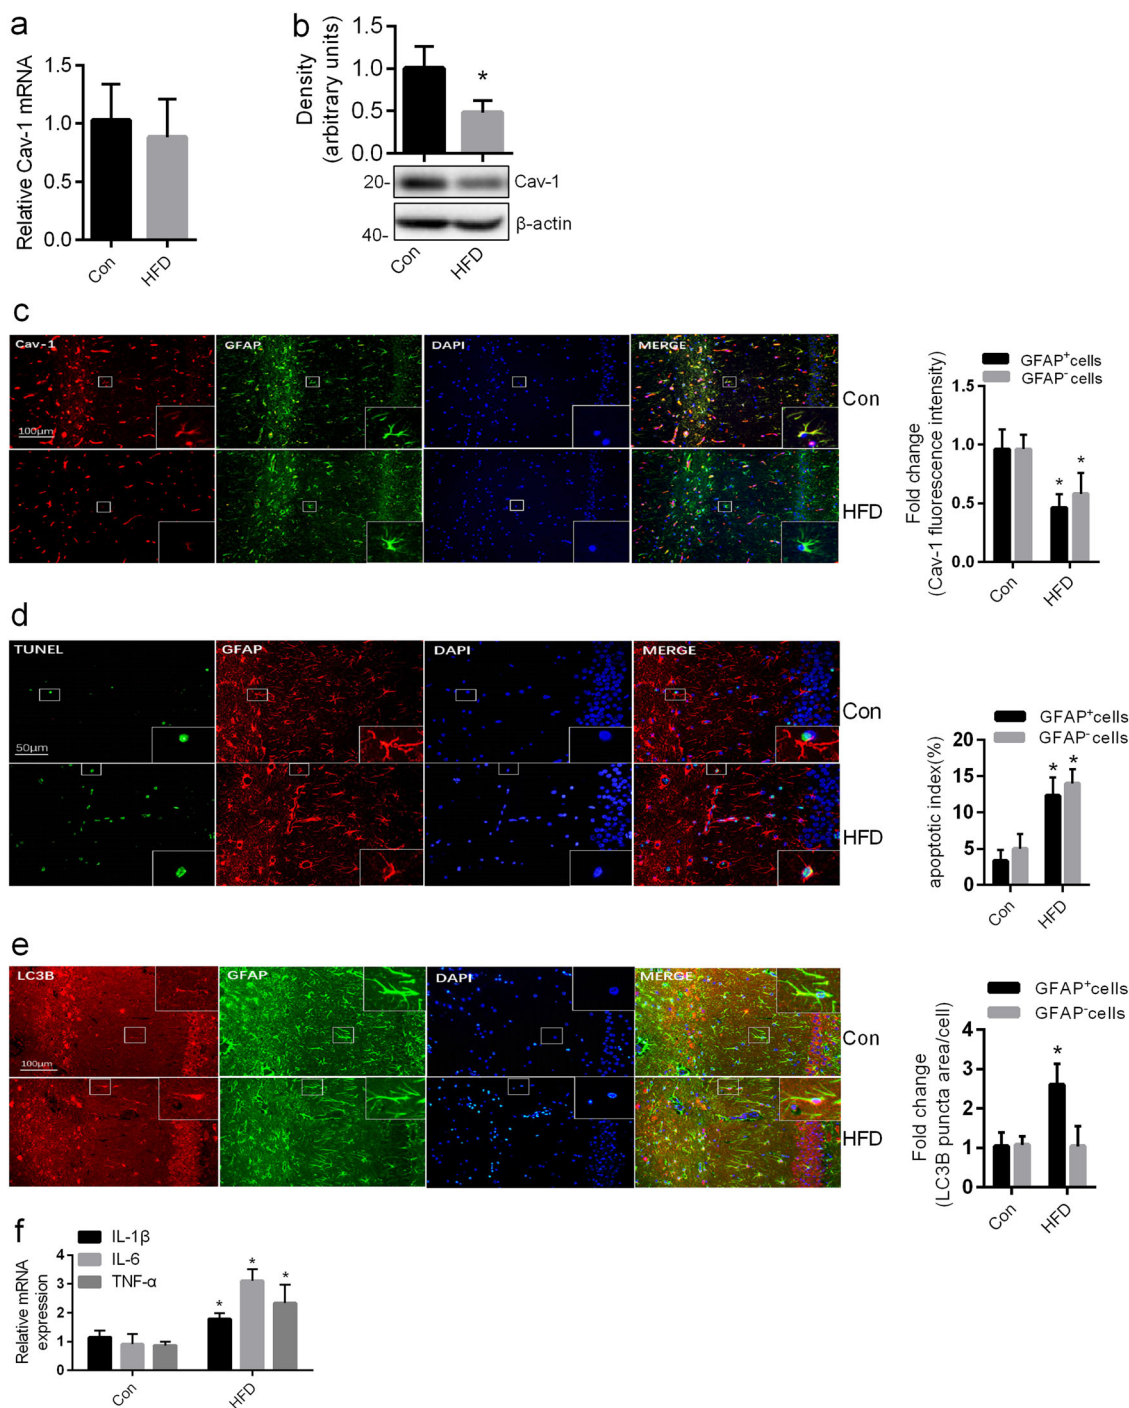 a
Relative Cav-1 mRNA
1.5
1.0
0.5
0.0
Con
HFD
b
Density
(arbitrary units)
1.5
1.0
0.5
0.0
*
20-
Cav-1
40-
β-actin
Con
HFD
c
Cav-1
GFAP
DAPI
MERGE
100μm
Con
HFD
GFAP⁺cells
GFAP⁻cells
Fold change
(Cav-1 fluorescence intensity)
1.5
1.0
0.5
0.0
* *
Con
HFD
d
TUNEL
GFAP
DAPI
MERGE
50μm
Con
HFD
GFAP⁺cells
GFAP⁻cells
apoptotic index(%)
20
15
10
5
0
* *
Con
HFD
e
LC3B
GFAP
DAPI
MERGE
100μm
Con
HFD
GFAP⁺cells
GFAP⁻cells
Fold change
(LC3B puncta area/cell)
4
3
2
1
0
*
Con
HFD
f
IL-1β
IL-6
TNF-α
Relative mRNA
expression
4
3
2
1
0
* * *
Con
HFD